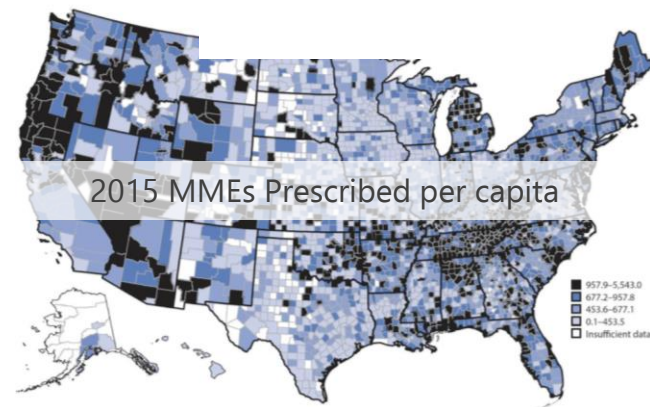 2015 MMEs Prescribed per capita
957.9–5,543.0
677.2–957.8
453.6–677.1
0.1–453.5
Insufficient data